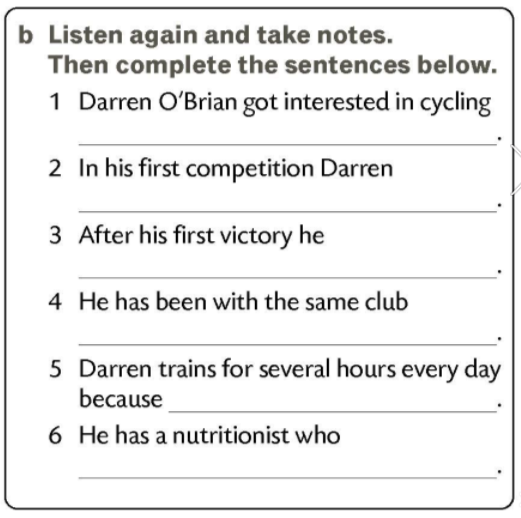 b Listen again and take notes.
Then complete the sentences below.
1 Darren O'Brian got interested in cycling
.
2 In his first competition Darren
.
3 After his first victory he
.
4 He has been with the same club
.
5 Darren trains for several hours every day
because .
6 He has a nutritionist who
.